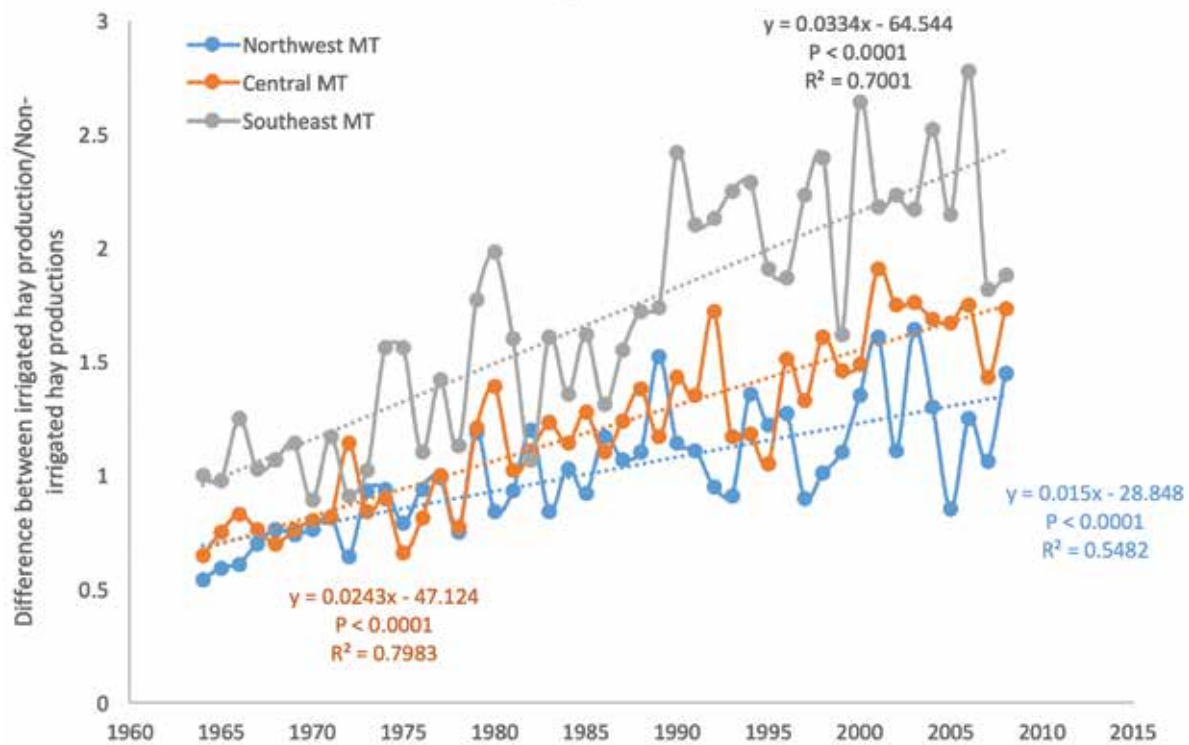 Difference between irrigated hay production/Non-
irrigated hay productions
3
2.5
2
1.5
1
0.5
0
Northwest MT
Central MT
Southeast MT
y = 0.0334x - 64.544
P < 0.0001
R² = 0.7001
y = 0.015x - 28.848
P < 0.0001
R² = 0.5482
y = 0.0243x - 47.124
P < 0.0001
R² = 0.7983
1960 1965 1970 1975 1980 1985 1990 1995 2000 2005 2010 2015